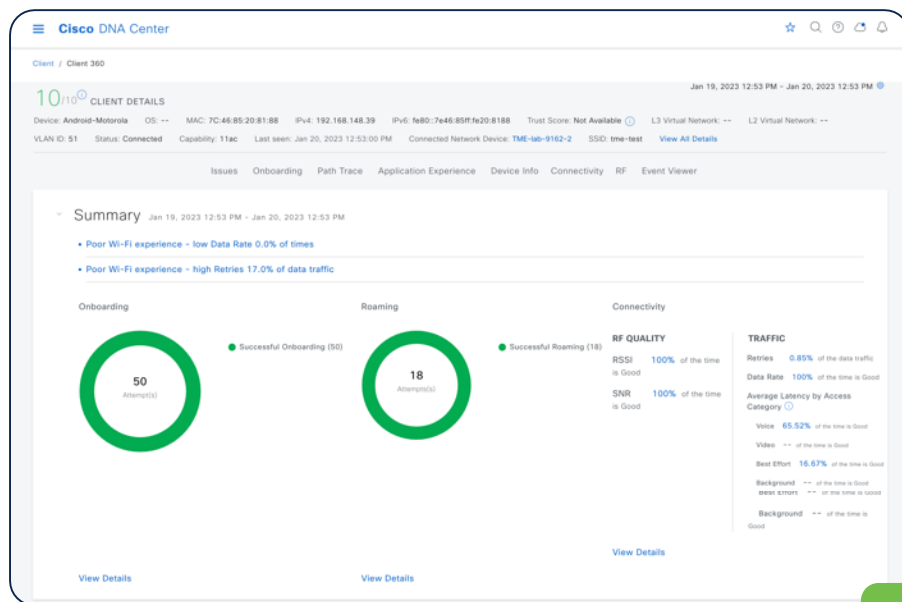 Cisco DNA Center
Client / Client 360
Jan 19, 2023 12:53 PM - Jan 20, 2023 12:53 PM
10/10 CLIENT DETAILS
Device: Android-Motorola OS: -- MAC: 7C:46:85:20:81:88 IPv4: 192.168.148.39 IPv6: fe80::7e46:85ff:fe20:8188 Trust Score: Not Available L3 Virtual Network: -- L2 Virtual Network: --
VLAN ID: 51 Status: Connected Capability: 11ac Last seen: Jan 20, 2023 12:53:00 PM Connected Network Device: TME-lab-9162-2 SSID: tme-test View All Details
Issues Onboarding Path Trace Application Experience Device Info Connectivity RF Event Viewer
Summary Jan 19, 2023 12:53 PM - Jan 20, 2023 12:53 PM
• Poor Wi-Fi experience - low Data Rate 0.0% of times
• Poor Wi-Fi experience - high Retries 17.0% of data traffic
Onboarding
50
Attempt(s)
Successful Onboarding (50)
View Details
Roaming
18
Attempt(s)
Successful Roaming (18)
View Details
Connectivity
RF QUALITY
RSSI 100% of the time
is Good
SNR 100% of the time
is Good
TRAFFIC
Retries 0.85% of the data traffic
Data Rate 100% of the time is Good
Average Latency by Access
Category
Voice 65.52% of the time is Good
Video -- of the time is Good
Best Effort 16.67% of the time is Good
Background -- of the time is Good
Best Effort -- of the time is Good
Background -- of the time is
Good
View Details